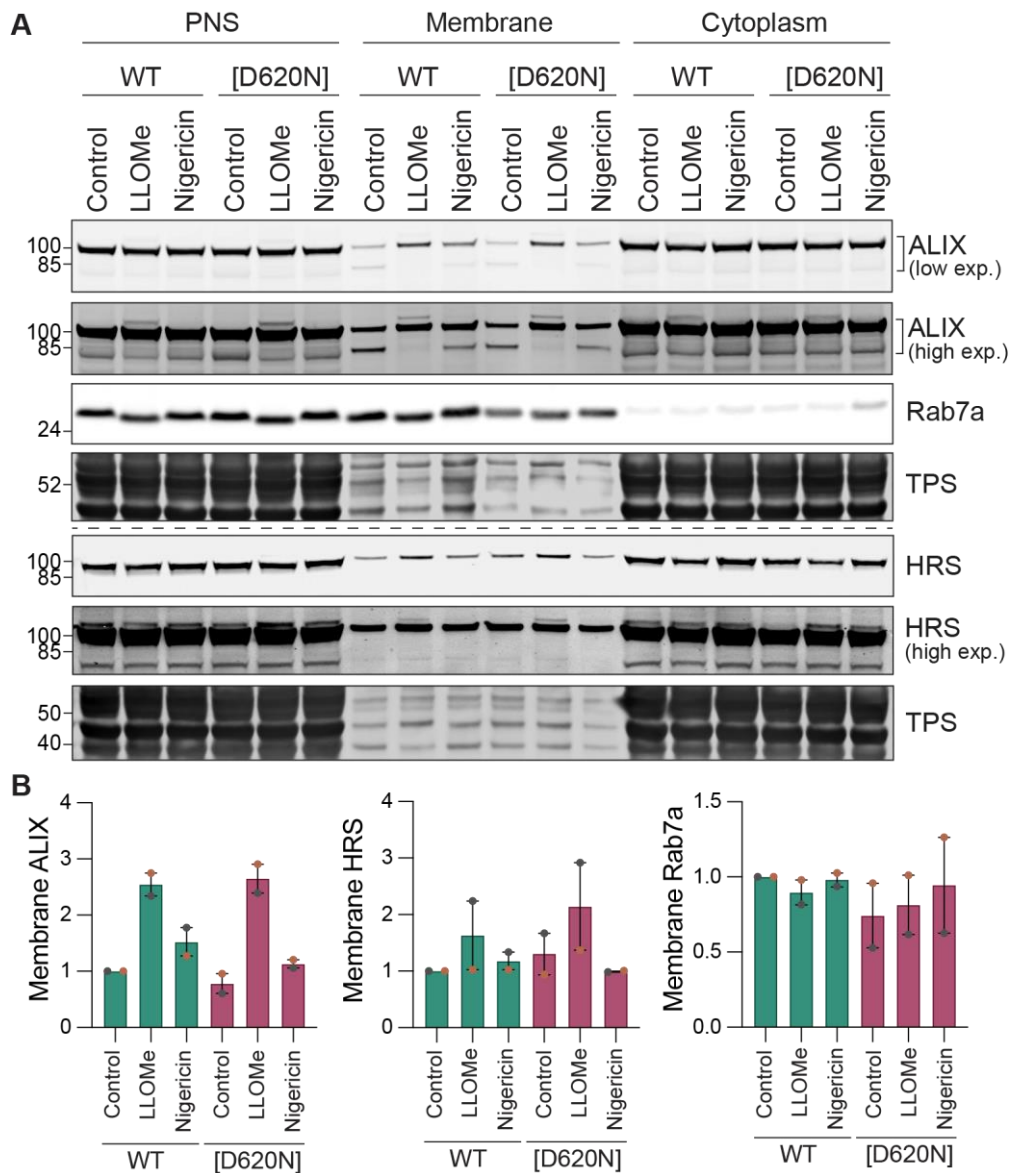 A
PNS Membrane Cytoplasm
WT [D620N] WT [D620N] WT [D620N]
Control LLOMe Nigericin Control LLOMe Nigericin Control LLOMe Nigericin Control LLOMe Nigericin Control LLOMe Nigericin Control LLOMe Nigericin
100 ALIX
85 (low exp.)
100 ALIX
85 (high exp.)
Rab7a
24
52 TPS
100 HRS
85
100 HRS
85 (high exp.)
50 TPS
40
B
Membrane ALIX
4
3
2
1
0
Control LLOMe Nigericin Control LLOMe Nigericin
WT [D620N]
Membrane HRS
4
3
2
1
0
Control LLOMe Nigericin Control LLOMe Nigericin
WT [D620N]
Membrane Rab7a
1.5
1.0
0.5
0.0
Control LLOMe Nigericin Control LLOMe Nigericin
WT [D620N]